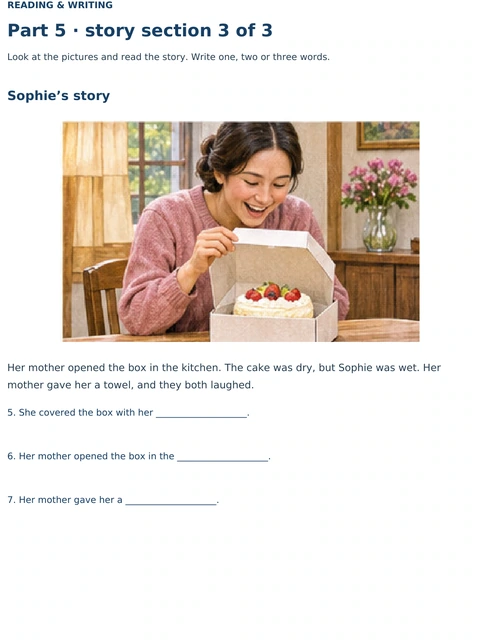 READING & WRITING
Part 5 · story section 3 of 3
Look at the pictures and read the story. Write one, two or three words.
Sophie’s story
Her mother opened the box in the kitchen. The cake was dry, but Sophie was wet. Her
mother gave her a towel, and they both laughed.
5. She covered the box with her ____________________.
6. Her mother opened the box in the ____________________.
7. Her mother gave her a ____________________.